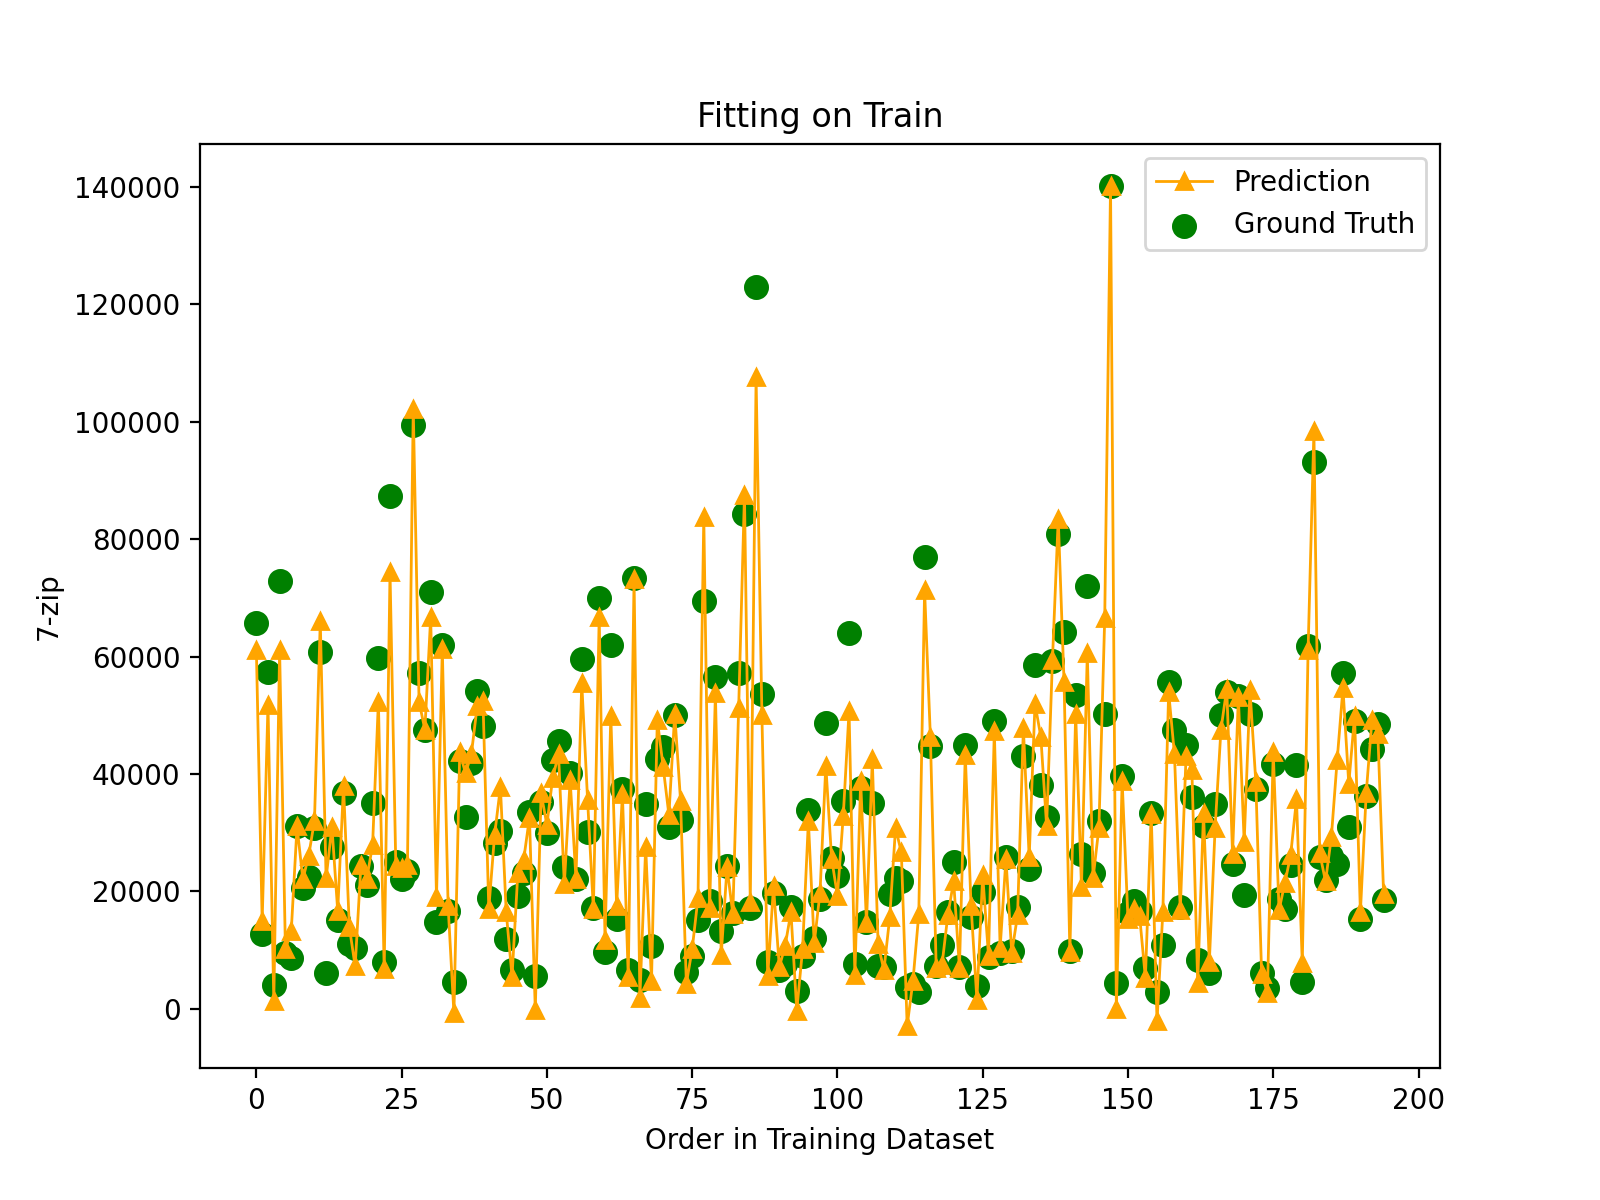 Fitting on Train
Prediction
Ground Truth
140000
120000
100000
80000
60000
40000
20000
0
7-zip
0 25 50 75 100 125 150 175 200
Order in Training Dataset